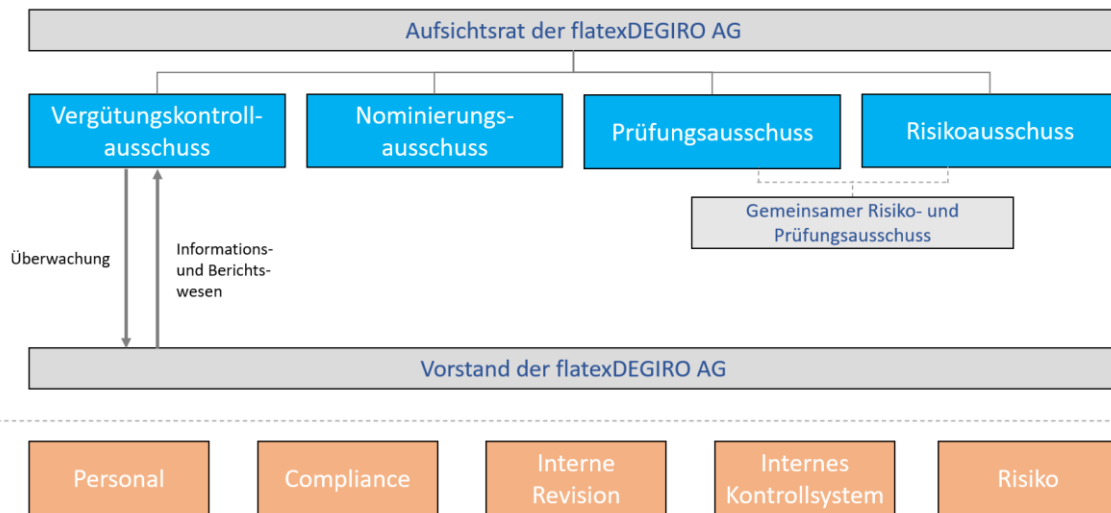 Aufsichtsrat der flatexDEGIRO AG
Vergütungskontroll-
ausschuss
Nominierungs-
ausschuss
Prüfungsausschuss
Risikoausschuss
Gemeinsamer Risiko- und
Prüfungsausschuss
Überwachung
Informations-
und Berichts-
wesen
Vorstand der flatexDEGIRO AG
Personal
Compliance
Interne
Revision
Internes
Kontrollsystem
Risiko